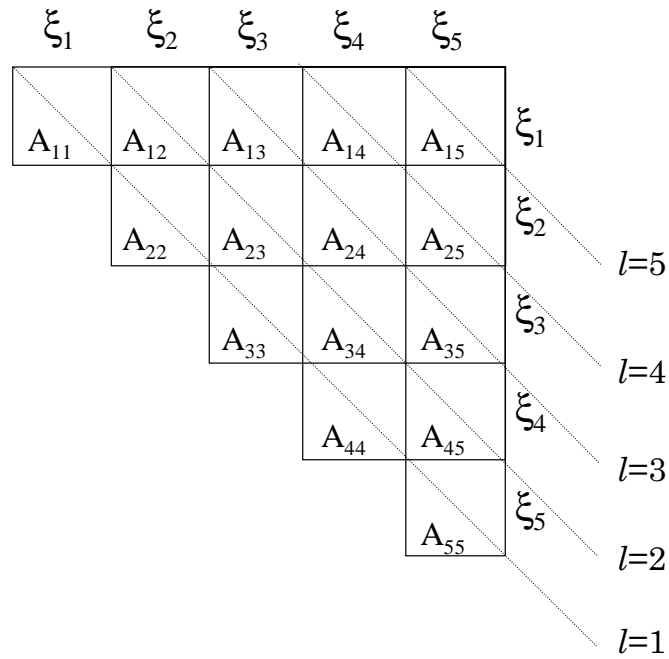 ξ₁ ξ₂ ξ₃ ξ₄ ξ₅
A₁₁ A₁₂ A₁₃ A₁₄ A₁₅ ξ₁
A₂₂ A₂₃ A₂₄ A₂₅ ξ₂
l=5
A₃₃ A₃₄ A₃₅ ξ₃
l=4
A₄₄ A₄₅ ξ₄
l=3
A₅₅ ξ₅
l=2
l=1